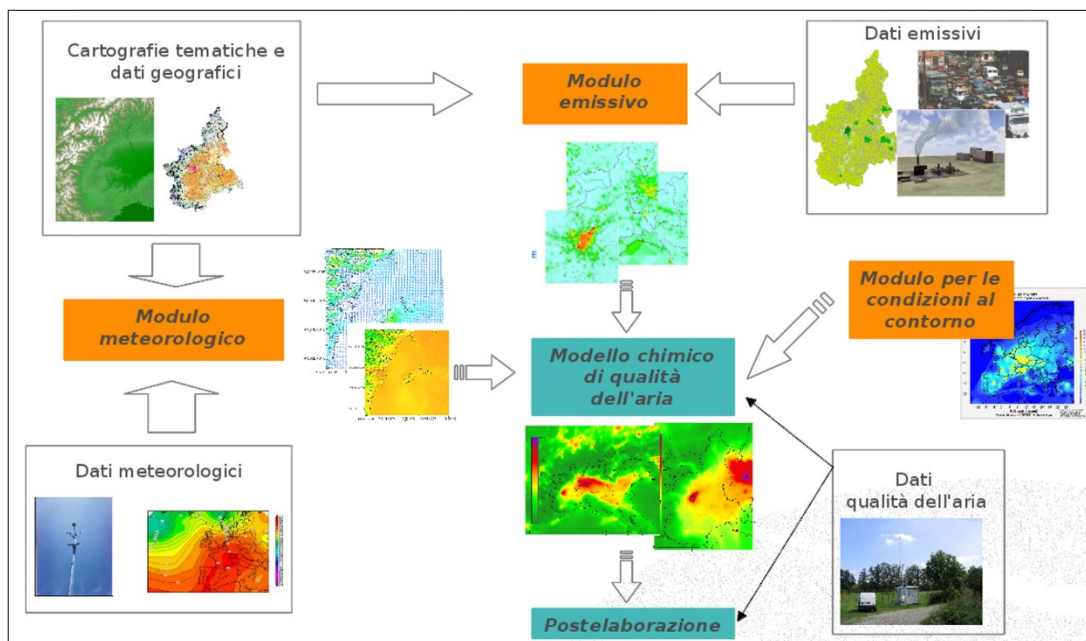 Cartografie tematiche e
dati geografici
Modulo
emissivo
Dati emissivi
Modulo
meteorologico
E
Modulo per le
condizioni al
contorno
Modello chimico
di qualità
dell'aria
Dati meteorologici
Dati
qualità dell'aria
Postelaborazione